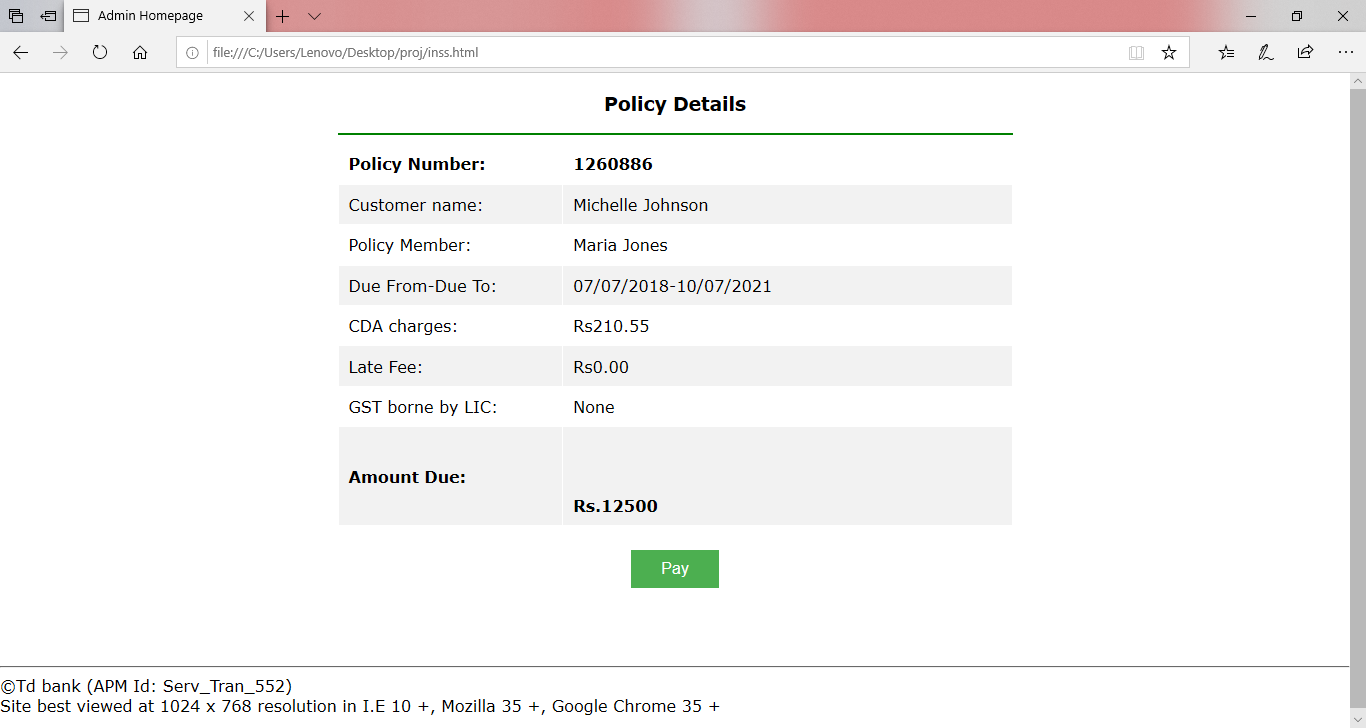 Admin Homepage
file:///C:/Users/Lenovo/Desktop/proj/inss.html
Policy Details
Policy Number: 1260886
Customer name: Michelle Johnson
Policy Member: Maria Jones
Due From-Due To: 07/07/2018-10/07/2021
CDA charges: Rs210.55
Late Fee: Rs0.00
GST borne by LIC: None
Amount Due:
Rs.12500
Pay
©Td bank (APM Id: Serv_Tran_552)
Site best viewed at 1024 x 768 resolution in I.E 10 +, Mozilla 35 +, Google Chrome 35 +